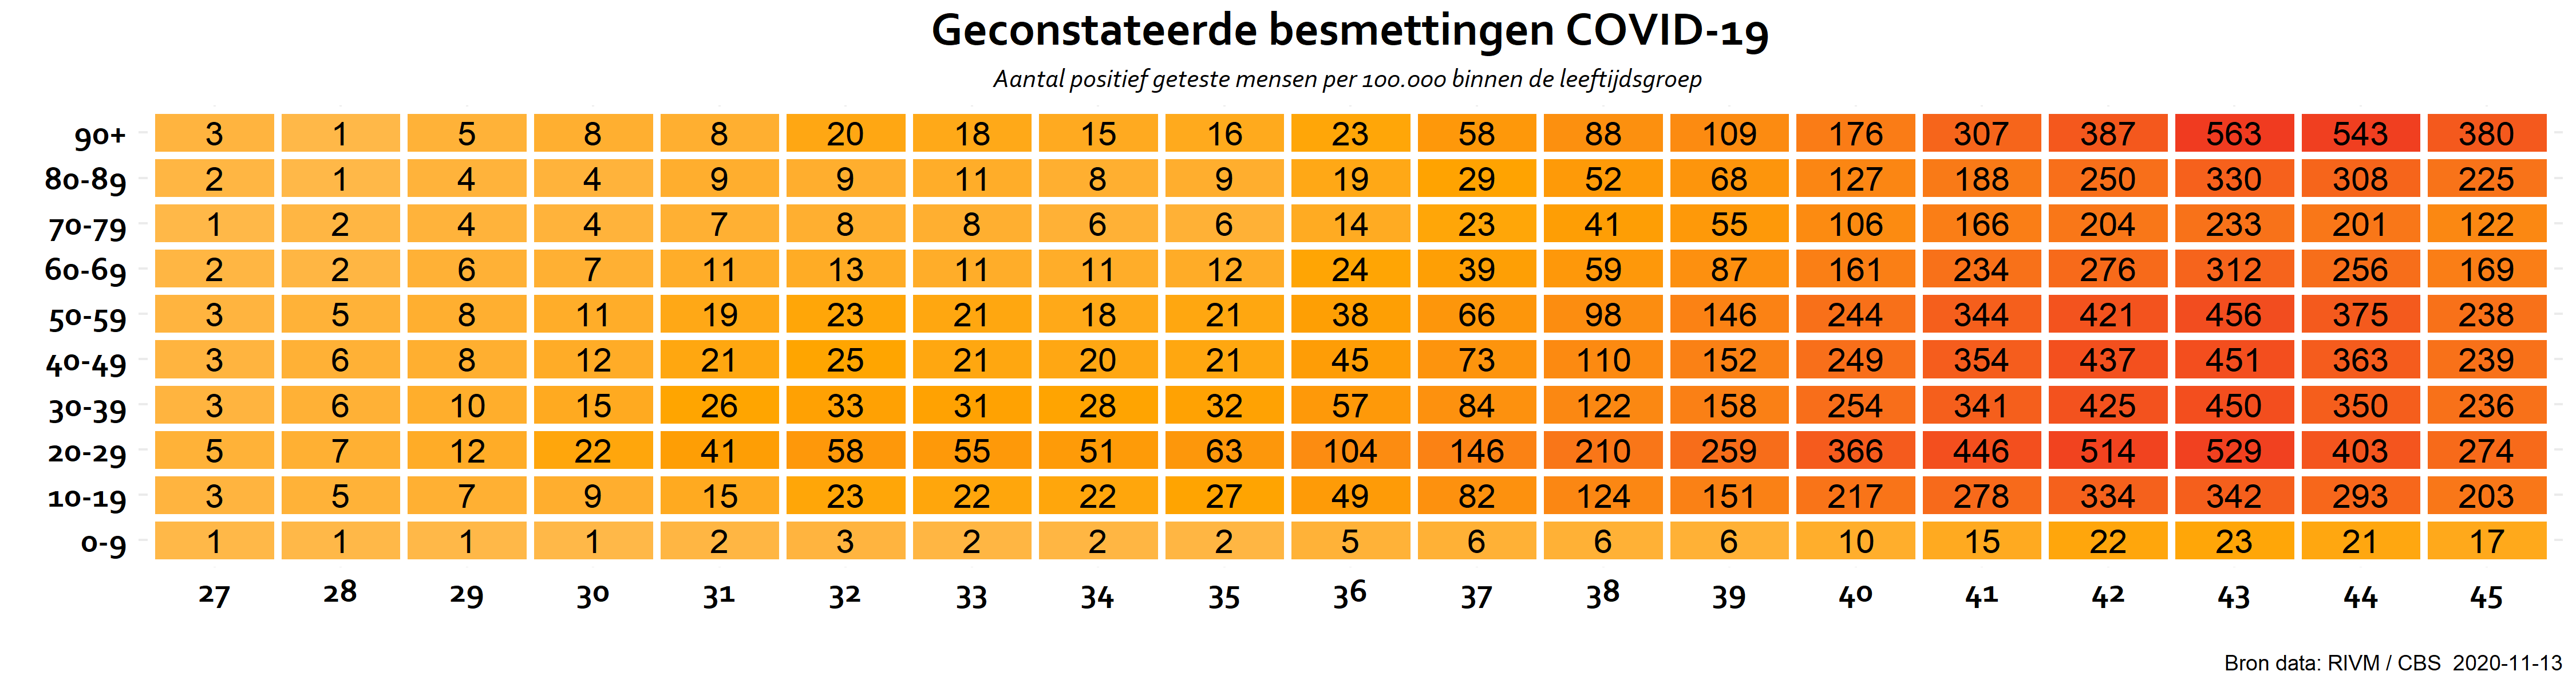 Geconstateerde besmettingen COVID-19
Aantal positief geteste mensen per 100.000 binnen de leeftijdsgroep
90+ 3 1 5 8 8 20 18 15 16 23 58 88 109 176 307 387 563 543 380
80-89 2 1 4 4 9 9 11 8 9 19 29 52 68 127 188 250 330 308 225
70-79 1 2 4 4 7 8 8 6 6 14 23 41 55 106 166 204 233 201 122
60-69 2 2 6 7 11 13 11 11 12 24 39 59 87 161 234 276 312 256 169
50-59 3 5 8 11 19 23 21 18 21 38 66 98 146 244 344 421 456 375 238
40-49 3 6 8 12 21 25 21 20 21 45 73 110 152 249 354 437 451 363 239
30-39 3 6 10 15 26 33 31 28 32 57 84 122 158 254 341 425 450 350 236
20-29 5 7 12 22 41 58 55 51 63 104 146 210 259 366 446 514 529 403 274
10-19 3 5 7 9 15 23 22 22 27 49 82 124 151 217 278 334 342 293 203
0-9 1 1 1 1 2 3 2 2 2 5 6 6 6 10 15 22 23 21 17
27 28 29 30 31 32 33 34 35 36 37 38 39 40 41 42 43 44 45
Bron data: RIVM / CBS 2020-11-13